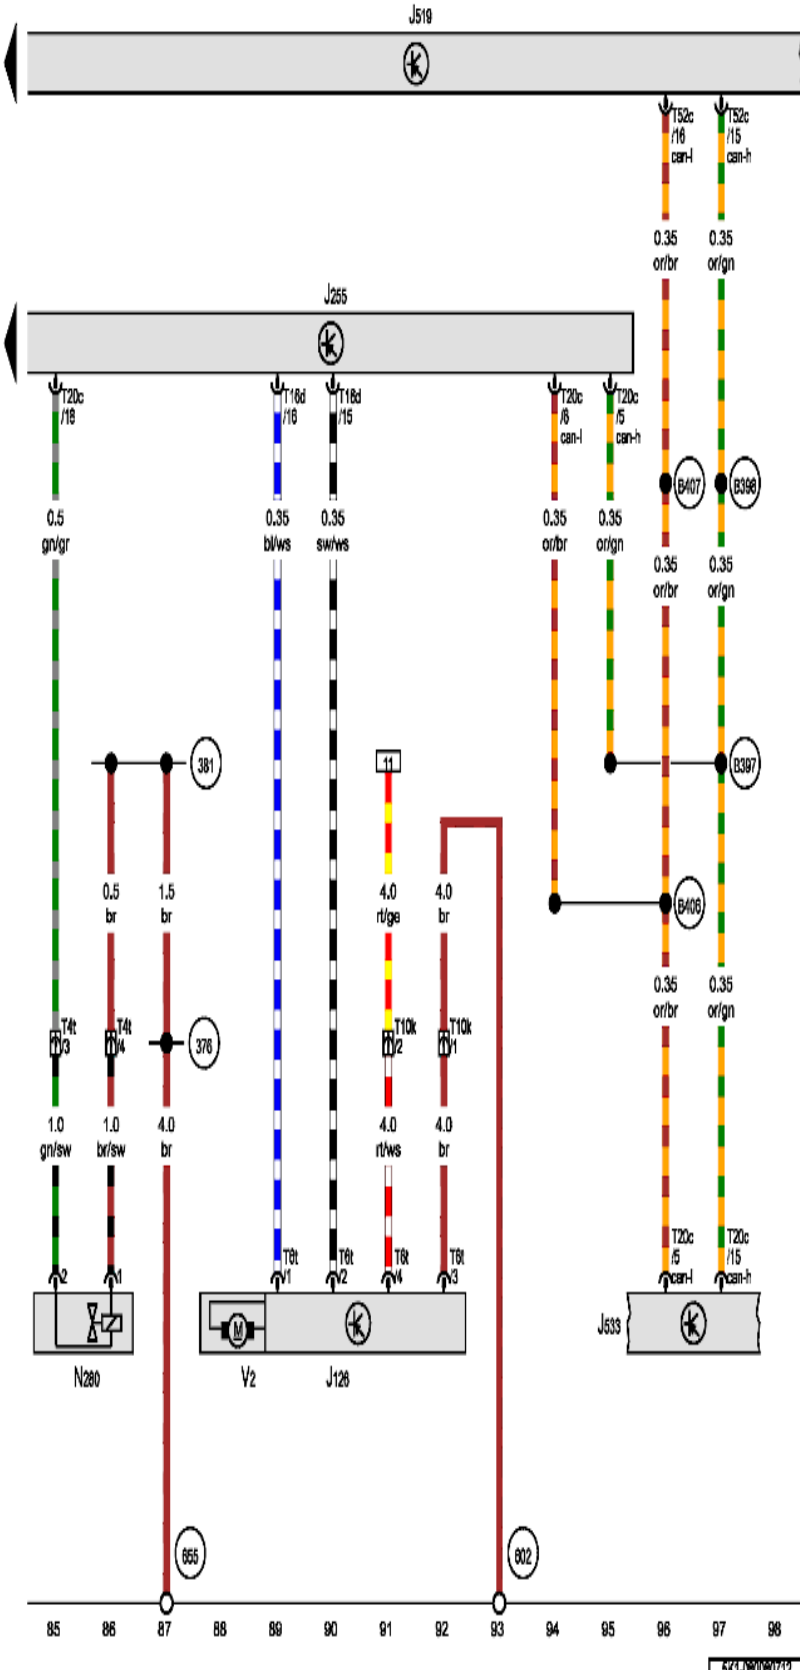 J519
T52c
/16
can-l
T52c
/15
can-h
0.35
or/br
0.35
or/gn
J255
T20c
/18
T16d
/16
T16d
/15
T20c
/6
can-l
T20c
/5
can-h
B407
B398
0.5
gn/gr
0.35
bl/ws
0.35
sw/ws
0.35
or/br
0.35
or/gn
0.35
or/br
0.35
or/gn
381
11
B397
0.5
br
1.5
br
4.0
rt/ge
4.0
br
B406
0.35
or/br
0.35
or/gn
T4t
/3
T4t
/4
376
T10k
/2
T10k
/1
1.0
gn/sw
1.0
br/sw
4.0
br
4.0
rt/ws
4.0
br
2
1
T6t
/1
T6t
/2
T6t
/4
T6t
/3
T20c
/5
can-l
T20c
/15
can-h
M
J533
N280
V2
J126
655
602
85 86 87 88 89 90 91 92 93 94 95 96 97 98